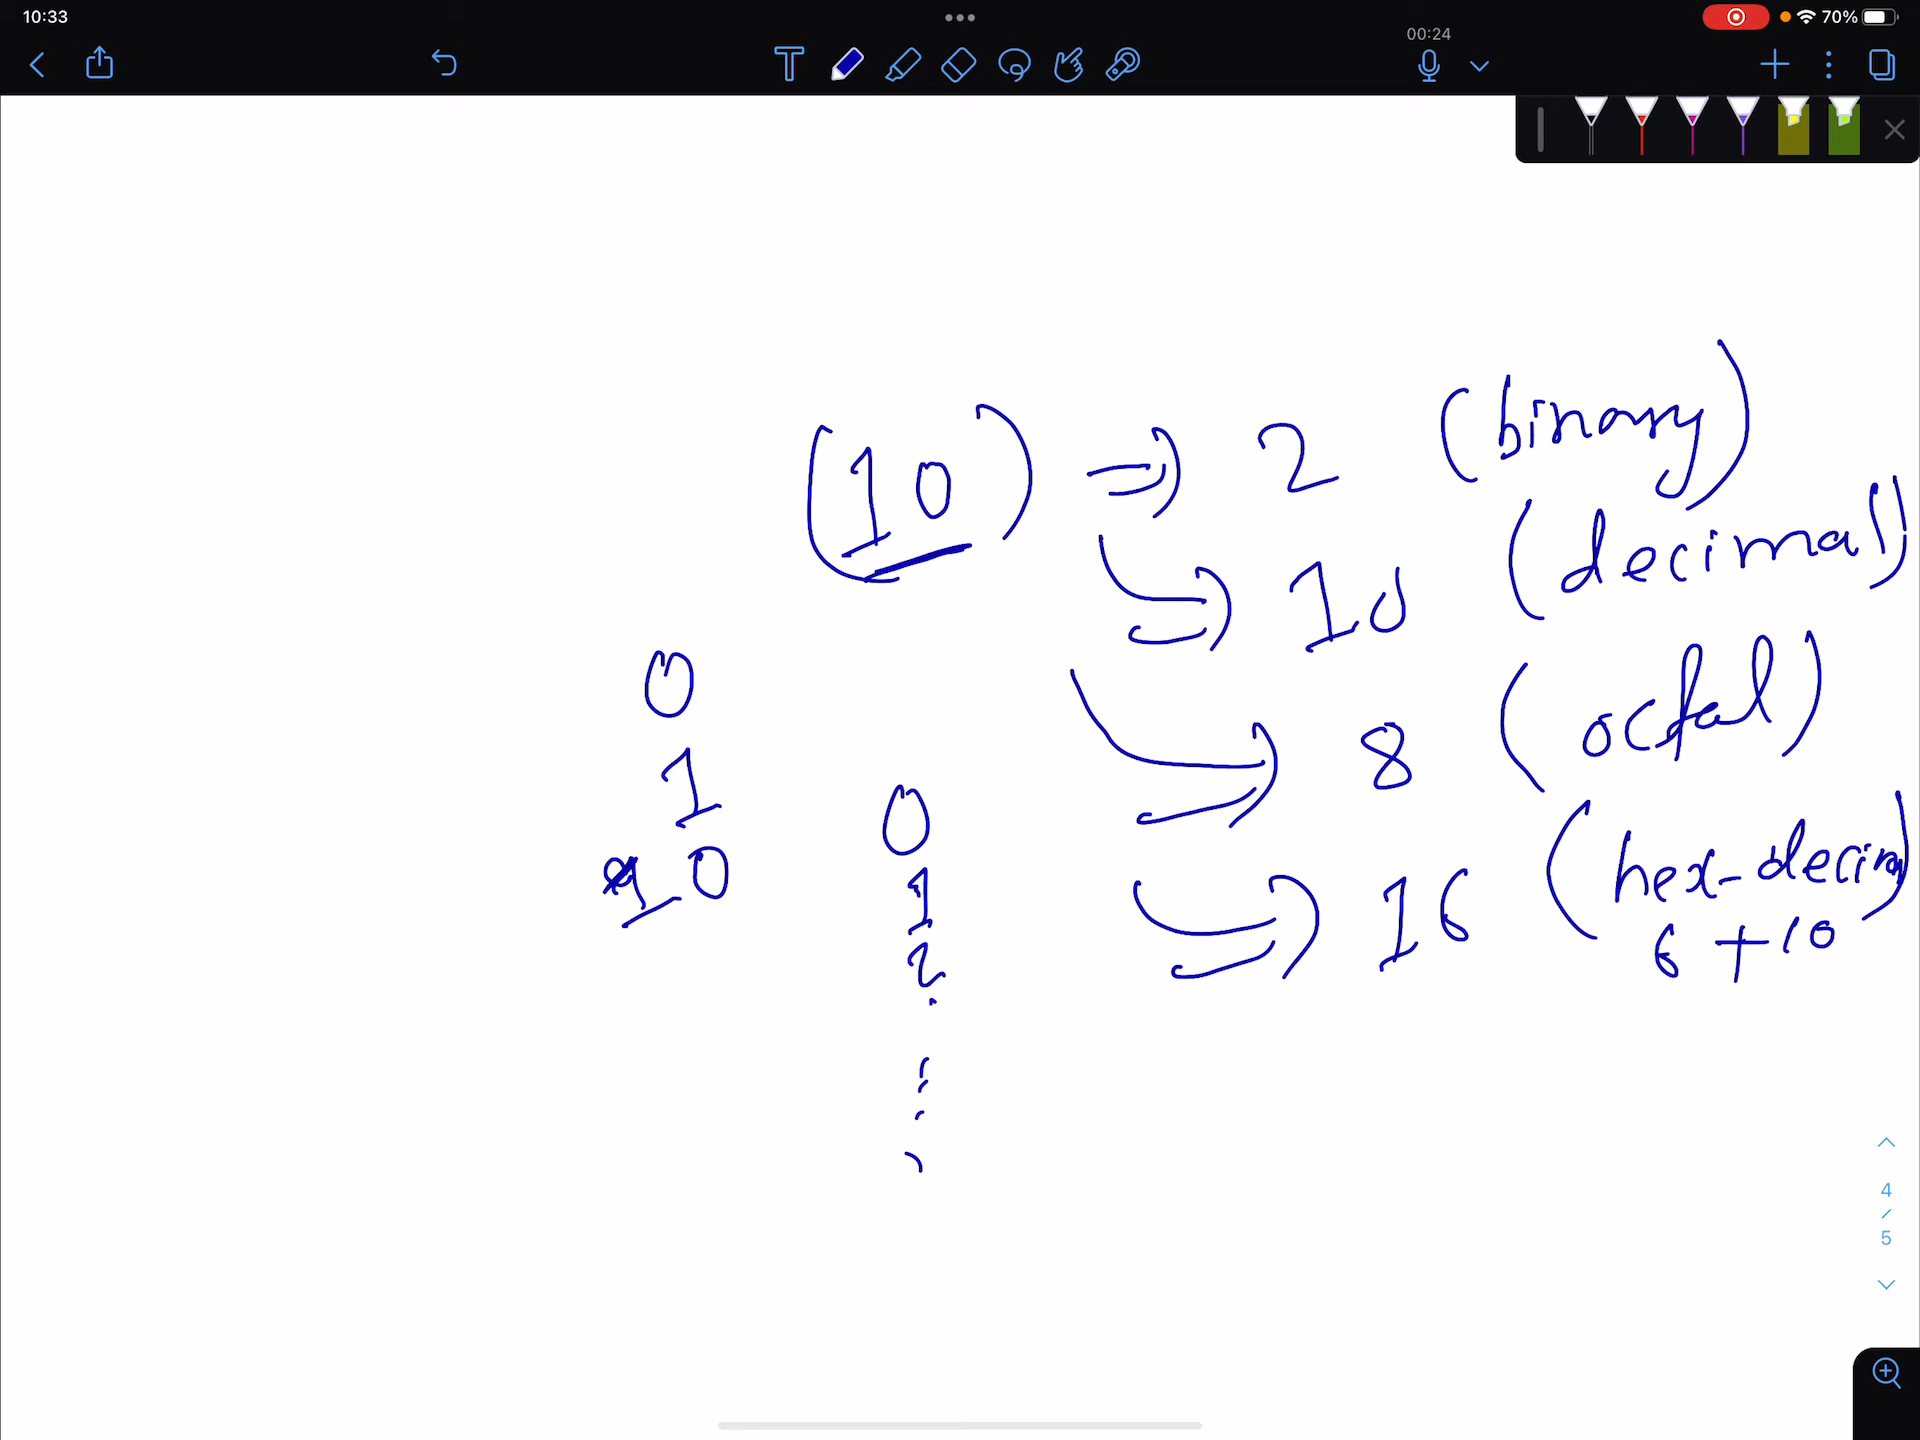 10:33
70%
00:24
(10) => 2 (binary)
=> 10 (decimal)
=> 8 (octal)
=> 16 (hex-decimal)
6 + 10
0
1
10
0
1
2
4
/
5